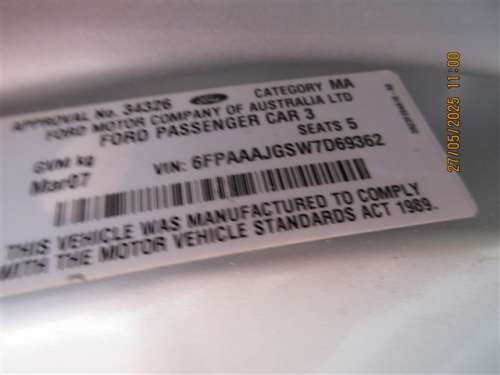 APPROVAL No. 34326 Ford CATEGORY MA
FORD MOTOR COMPANY OF AUSTRALIA LTD
FORD PASSENGER CAR 3
GVM kg SEATS 5
Mar07 VIN: 6FPAAAJGSW7D69362
THIS VEHICLE WAS MANUFACTURED TO COMPLY
WITH THE MOTOR VEHICLE STANDARDS ACT 1989.
27/05/2025 11:00